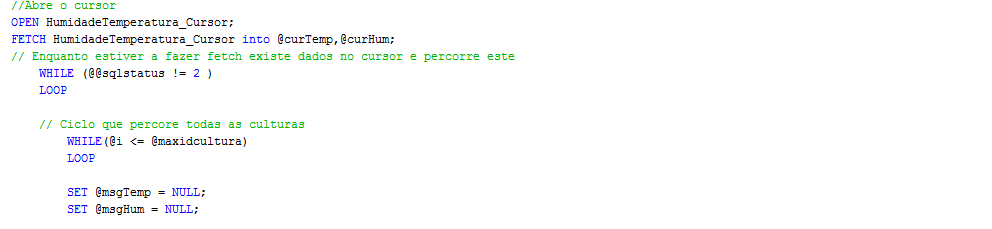 //Abre o cursor
OPEN HumidadeTemperatura_Cursor;
FETCH HumidadeTemperatura_Cursor into @curTemp,@curHum;
// Enquanto estiver a fazer fetch existe dados no cursor e percorre este
WHILE (@@sqlstatus != 2 )
LOOP
// Ciclo que percore todas as culturas
WHILE(@i <= @maxidcultura)
LOOP
SET @msgTemp = NULL;
SET @msgHum = NULL;